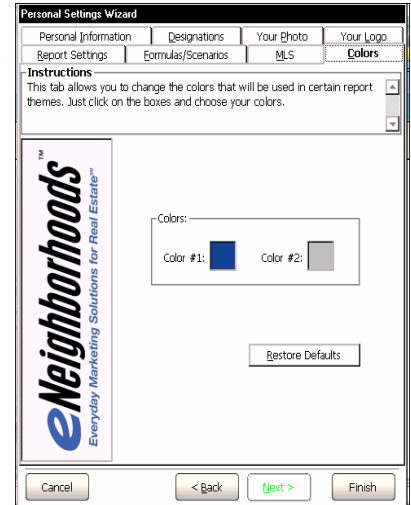 Personal Settings Wizard
Personal Information Designations Your Photo Your Logo
Report Settings Formulas/Scenarios MLS Colors
Instructions
This tab allows you to change the colors that will be used in certain report
themes. Just click on the boxes and choose your colors.
eNeighborhoods™
Everyday Marketing Solutions for Real Estate℠
Colors:
Color #1: Color #2:
Restore Defaults
Cancel < Back Next > Finish